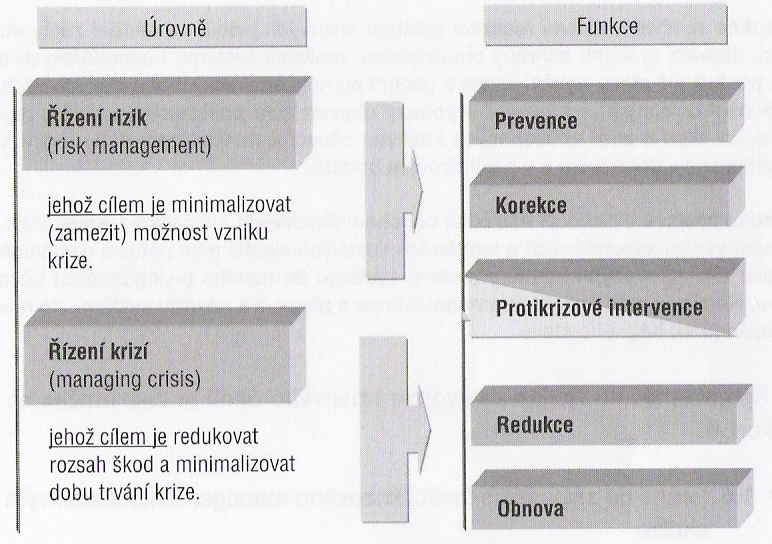 Úrovně
Funkce
Řízení rizik
(risk management)
jehož cílem je minimalizovat
(zamezit) možnost vzniku
krize.
Řízení krizí
(managing crisis)
jehož cílem je redukovat
rozsah škod a minimalizovat
dobu trvání krize.
Prevence
Korekce
Protikrizové intervence
Redukce
Obnova